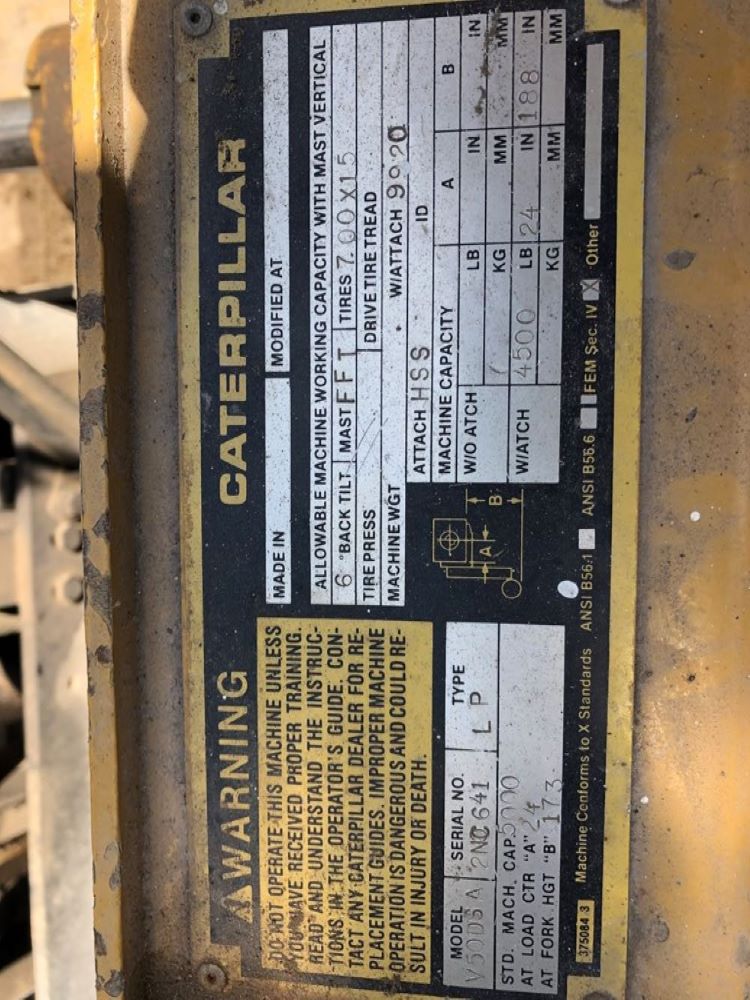 WARNING
DO NOT OPERATE THIS MACHINE UNLESS
YOU HAVE RECEIVED PROPER TRAINING.
READ AND UNDERSTAND THE INSTRUC-
TIONS IN THE OPERATOR'S GUIDE. CON-
TACT ANY CATERPILLAR DEALER FOR RE-
PLACEMENT GUIDES. IMPROPER MACHINE
OPERATION IS DANGEROUS AND COULD RE-
SULT IN INJURY OR DEATH.
MODEL SERIAL NO. TYPE
V50DSA 2NC641 LP
STD. MACH. CAP. 5000
AT LOAD CTR "A" 24
AT FORK HGT "B" 173
CATERPILLAR
MADE IN MODIFIED AT
ALLOWABLE MACHINE WORKING CAPACITY WITH MAST VERTICAL
6 °BACK TILT MAST FFT TIRES 7.00X15
TIRE PRESS DRIVE TIRE TREAD
MACHINE WGT W/ATTACH 9920
ATTACH HSS ID
MACHINE CAPACITY A B
W/O ATCH LB IN IN
KG MM MM
W/ATCH 4500 LB 24 IN 188 IN
KG MM MM
A
B
375084 3 Machine Conforms to X Standards ANSI B56.1 ANSI B56.6 FEM Sec. IV X Other